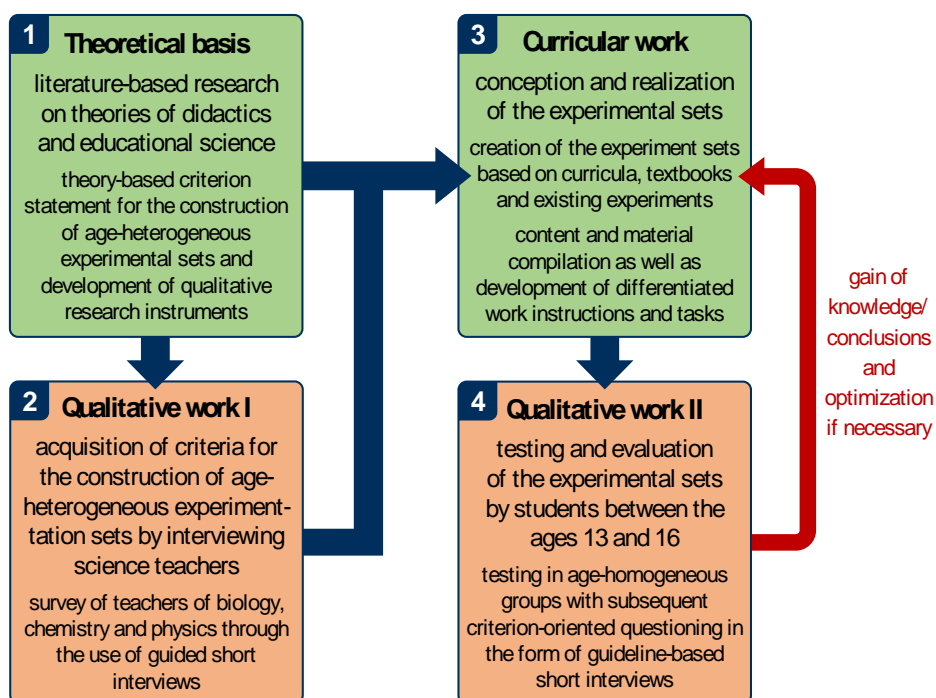 1 Theoretical basis
literature-based research
on theories of didactics
and educational science
theory-based criterion
statement for the construction
of age-heterogeneous
experimental sets and
development of qualitative
research instruments
2 Qualitative work I
acquisition of criteria for
the construction of age-
heterogeneous experimen-
tation sets by interviewing
science teachers
survey of teachers of biology,
chemistry and physics through
the use of guided short
interviews
3 Curricular work
conception and realization
of the experimental sets
creation of the experiment sets
based on curricula, textbooks
and existing experiments
content and material
compilation as well as
development of differentiated
work instructions and tasks
4 Qualitative work II
testing and evaluation
of the experimental sets
by students between the
ages 13 and 16
testing in age-homogeneous
groups with subsequent
criterion-oriented questioning in
the form of guideline-based
short interviews
gain of
knowledge/
conclusions
and
optimization
if necessary